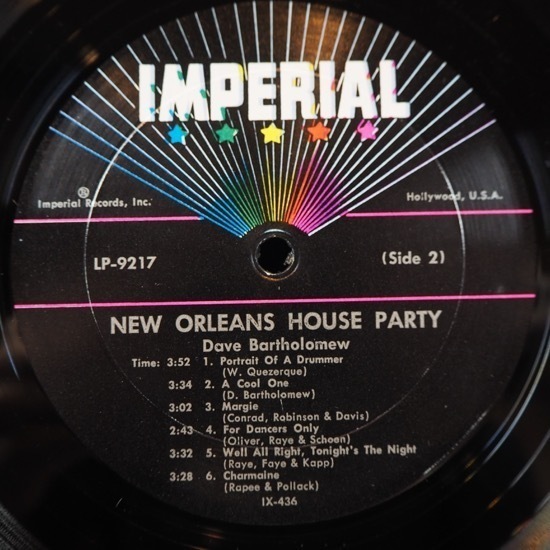 IMPERIAL
®
Imperial Records, Inc.
Hollywood, U.S.A.
LP-9217
(Side 2)
NEW ORLEANS HOUSE PARTY
Dave Bartholomew
Time: 3:52 1. Portrait Of A Drummer
(W. Quezerque)
3:34 2. A Cool One
(D. Bartholomew)
3:02 3. Margie
(Conrad, Robinson & Davis)
2:43 4. For Dancers Only
(Oliver, Raye & Schoen)
3:32 5. Well All Right, Tonight's The Night
(Raye, Faye & Kapp)
3:28 6. Charmaine
(Rapee & Pollack)
IX-436